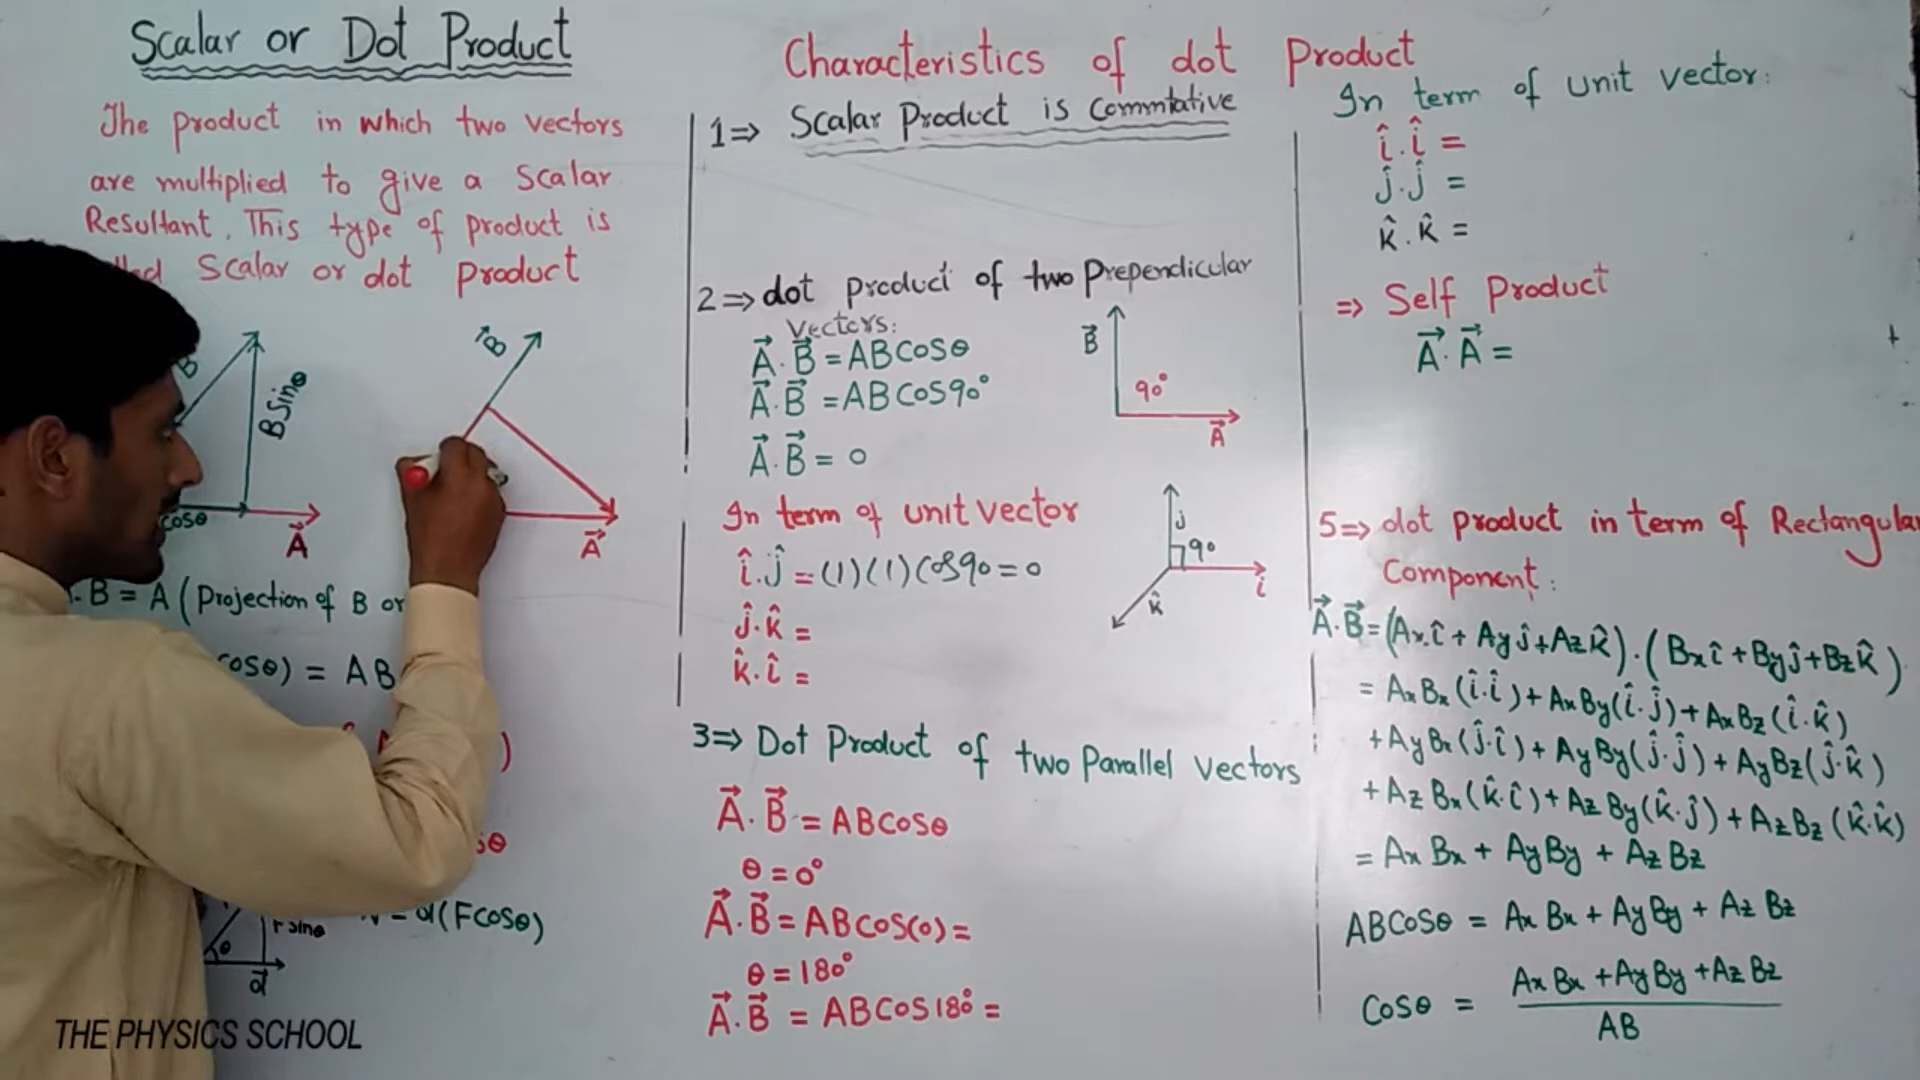 Scalar or Dot Product
The product in which two vectors
are multiplied to give a Scalar
Resultant. This type of product is
Scalar or dot product
B
B Sinθ
Cosθ
A⃗
B⃗
A⃗
. B = A (Projection of B or
cosθ) = AB
)
sθ
F Sinθ
= d(Fcosθ)
θ
d⃗
THE PHYSICS SCHOOL
Characteristics of dot Product
1⇒ Scalar Product is Commtative
2⇒ dot product of two Prependicular
Vectors:
A⃗.B⃗ = ABCosθ
A⃗.B⃗ = ABCos90°
A⃗.B⃗ = 0
B⃗
90°
A⃗
In term of unit vector
î.ĵ = (1)(1)Cos90 = 0
ĵ.k̂ =
k̂.î =
j
90
i
k̂
3⇒ Dot Product of two Parallel Vectors
A⃗.B⃗ = ABCosθ
θ = 0°
A⃗.B⃗ = ABCos(0) =
θ = 180°
A⃗.B⃗ = ABCos180° =
In term of unit vector:
î.î =
ĵ.ĵ =
k̂.k̂ =
⇒ Self Product
A⃗.A⃗ =
5⇒ dot product in term of Rectangular
Component:
A⃗.B⃗ = (Axî + Ayĵ + Azk̂).(Bxî + Byĵ + Bzk̂)
= AxBx(î.î) + AxBy(î.ĵ) + AxBz(î.k̂)
+ AyBx(ĵ.î) + AyBy(ĵ.ĵ) + AyBz(ĵ.k̂)
+ AzBx(k̂.î) + AzBy(k̂.ĵ) + AzBz(k̂.k̂)
= AxBx + AyBy + AzBz
ABCosθ = AxBx + AyBy + AzBz
Cosθ = AxBx + AyBy + AzBz
AB